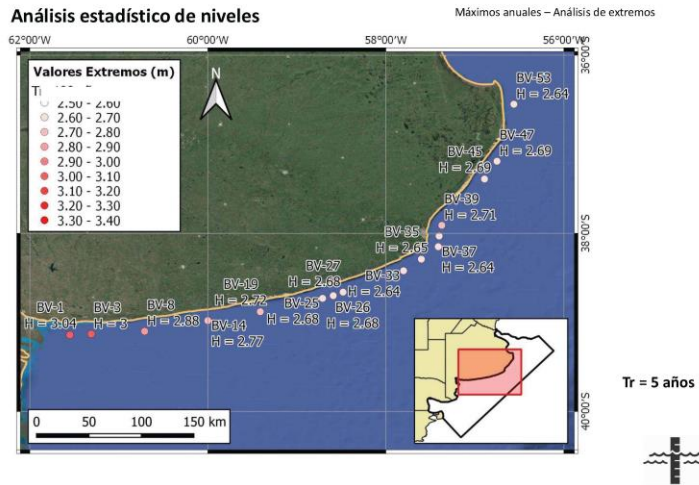 Análisis estadístico de niveles
Máximos anuales – Análisis de extremos
62°00'W
60°00'W
58°00'W
56°00'W
36°00'S
38°00'S
40°00'S
Valores Extremos (m)
2.50 - 2.60
2.60 - 2.70
2.70 - 2.80
2.80 - 2.90
2.90 - 3.00
3.00 - 3.10
3.10 - 3.20
3.20 - 3.30
3.30 - 3.40
N
BV-53
H = 2.64
BV-47
H = 2.69
BV-45
H = 2.69
BV-39
H = 2.71
BV-35
H = 2.65
BV-37
H = 2.64
BV-33
H = 2.64
BV-27
H = 2.68
BV-26
H = 2.68
BV-25
H = 2.68
BV-19
H = 2.72
BV-14
H = 2.77
BV-8
H = 2.88
BV-3
H = 3
BV-1
H = 3.04
0 50 100 150 km
Tr = 5 años